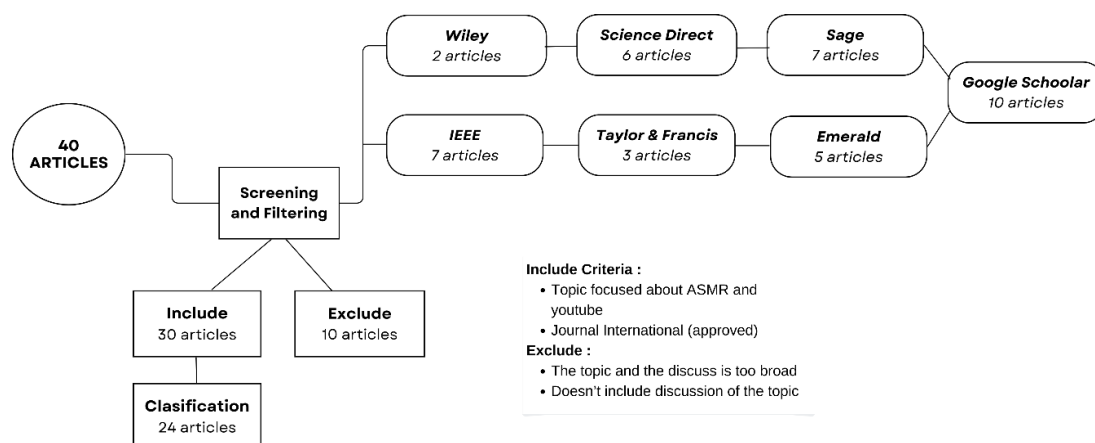 Wiley
2 articles
Science Direct
6 articles
Sage
7 articles
Google Schoolar
10 articles
IEEE
7 articles
Taylor & Francis
3 articles
Emerald
5 articles
40
ARTICLES
Screening
and Filtering
Include
30 articles
Exclude
10 articles
Clasification
24 articles
Include Criteria :
• Topic focused about ASMR and
youtube
• Journal International (approved)
Exclude :
• The topic and the discuss is too broad
• Doesn't include discussion of the topic